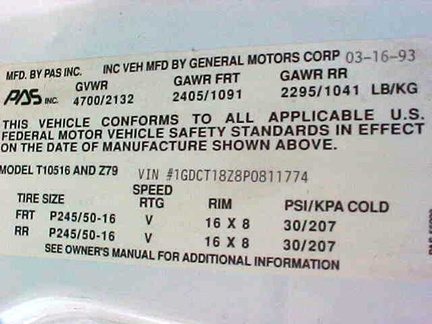 MFD. BY PAS INC. INC VEH MFD BY GENERAL MOTORS CORP 03-16-93
GVWR GAWR FRT GAWR RR
PAS INC. 4700/2132 2405/1091 2295/1041 LB/KG
THIS VEHICLE CONFORMS TO ALL APPLICABLE U.S.
FEDERAL MOTOR VEHICLE SAFETY STANDARDS IN EFFECT
ON THE DATE OF MANUFACTURE SHOWN ABOVE.
MODEL T10516 AND Z79 VIN #1GDCT18Z8P0811774
TIRE SIZE SPEED RTG RIM PSI/KPA COLD
FRT P245/50-16 V 16 X 8 30/207
RR P245/50-16 V 16 X 8 30/207
SEE OWNER'S MANUAL FOR ADDITIONAL INFORMATION